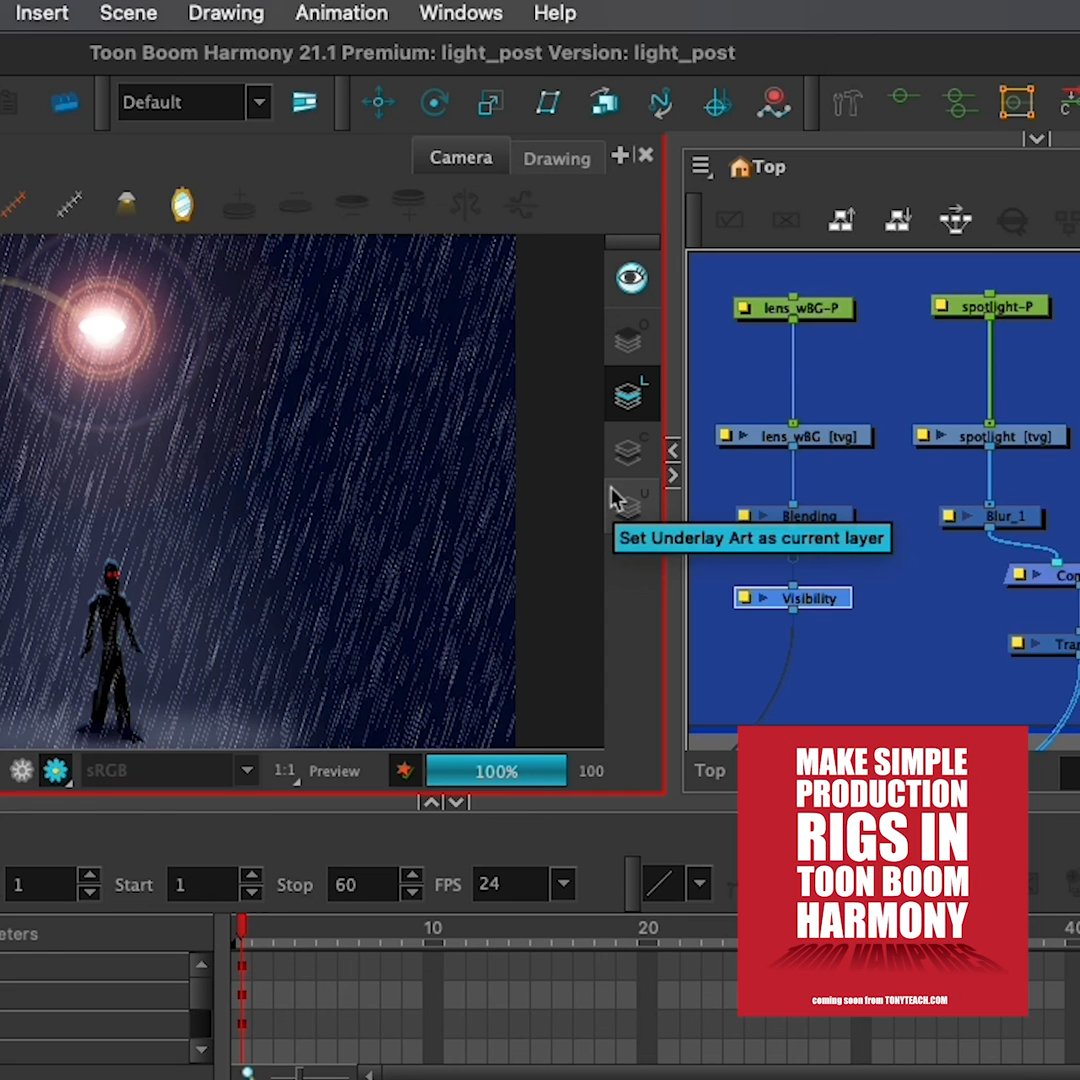 Insert Scene Drawing Animation Windows Help
Toon Boom Harmony 21.1 Premium: light_post Version: light_post
Default
Camera Drawing
Top
O
L
C
U
Set Underlay Art as current layer
lens_wBG-P spotlight-P
lens_wBG [tvg] spotlight [tvg]
Blending Blur_1
Visibility
sRGB 1:1 Preview 100% 100
Top
MAKE SIMPLE
PRODUCTION
RIGS IN
TOON BOOM
HARMONY
coming soon from TONYTEACH.COM
1 Start 1 Stop 60 FPS 24
eters
10 20 40